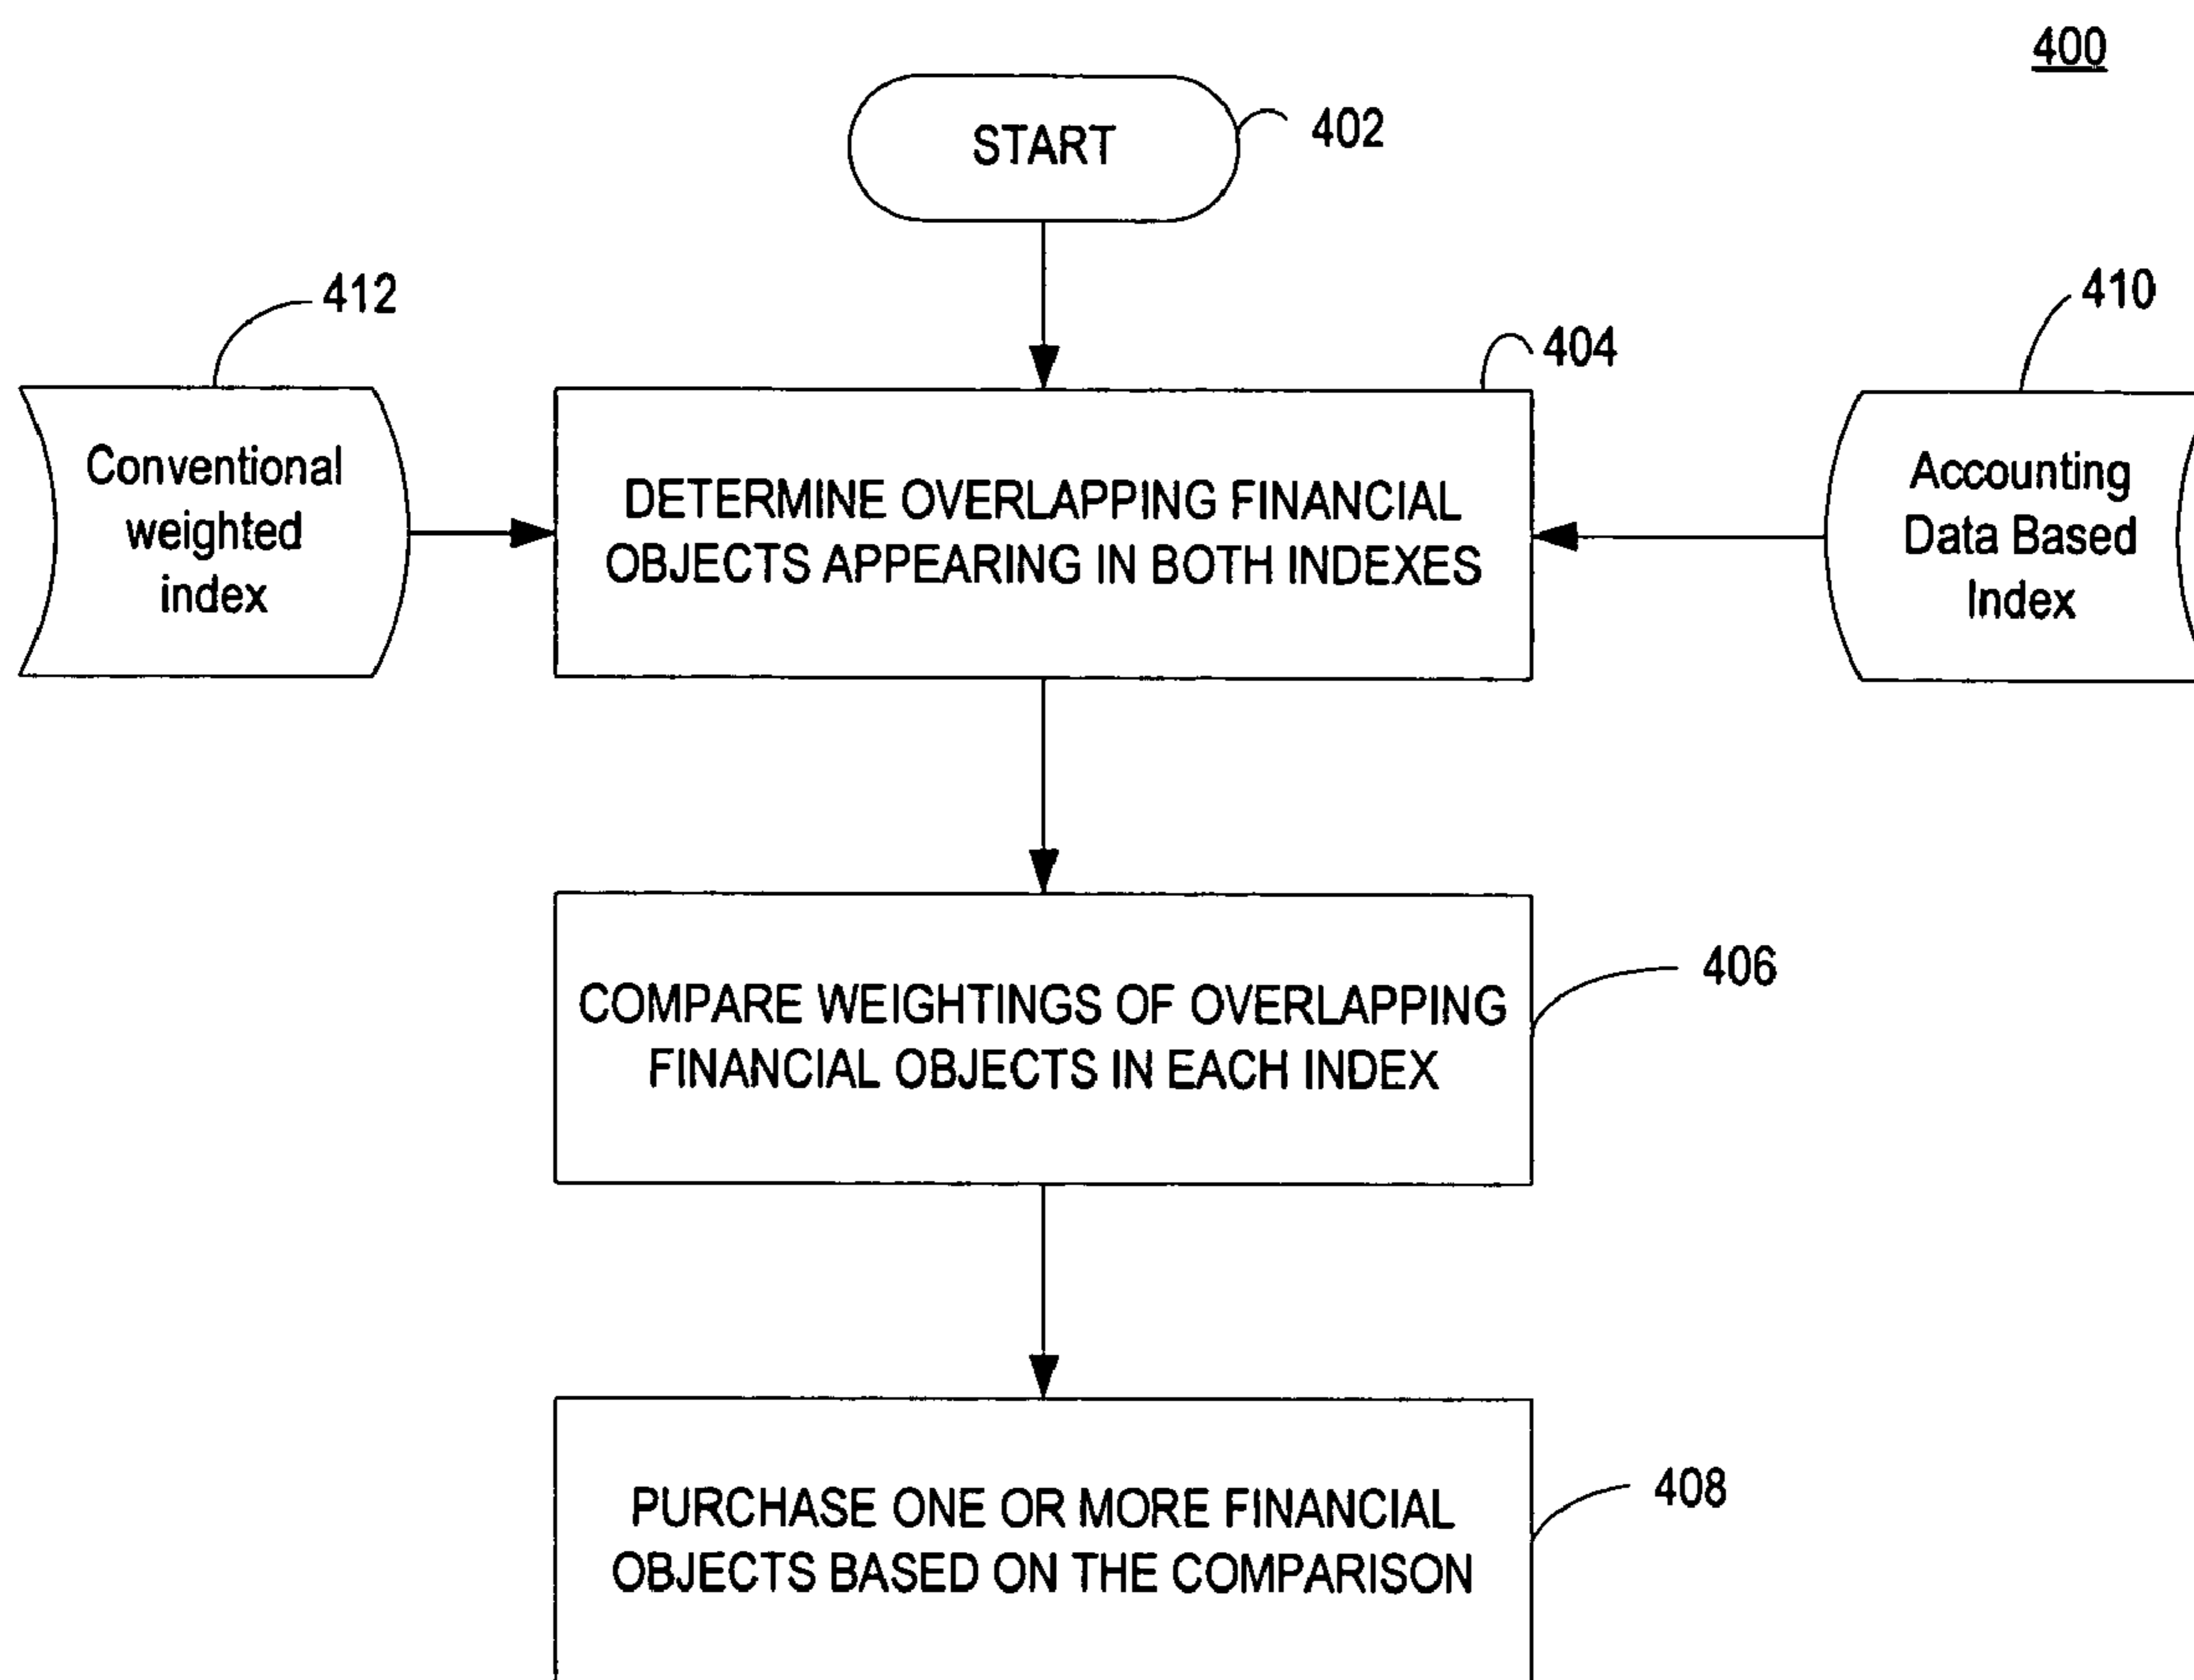 400
START
402
412
410
404
Conventional
weighted
index
DETERMINE OVERLAPPING FINANCIAL
OBJECTS APPEARING IN BOTH INDEXES
Accounting
Data Based
Index
COMPARE WEIGHTINGS OF OVERLAPPING
FINANCIAL OBJECTS IN EACH INDEX
406
PURCHASE ONE OR MORE FINANCIAL
OBJECTS BASED ON THE COMPARISON
408